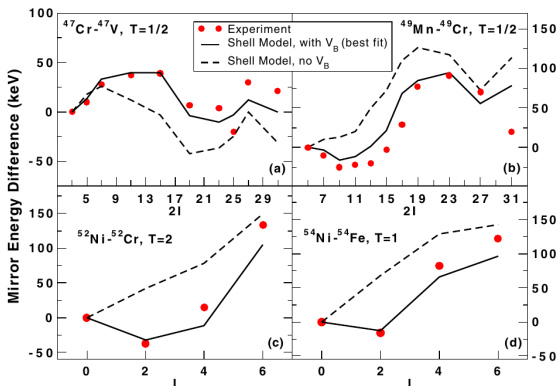 47Cr-47V, T=1/2
Experiment
Shell Model, with VB (best fit)
Shell Model, no VB
49Mn-49Cr, T=1/2
100
50
0
-50
150
100
50
0
(a)
(b)
5 9 13 17 21 25 29
2I
7 11 15 19 23 27 31
2I
Mirror Energy Difference (keV)
52Ni-52Cr, T=2
54Ni-54Fe, T=1
150
100
50
0
-50
150
100
50
0
-50
(c)
(d)
0 2 4 6
I
0 2 4 6
I